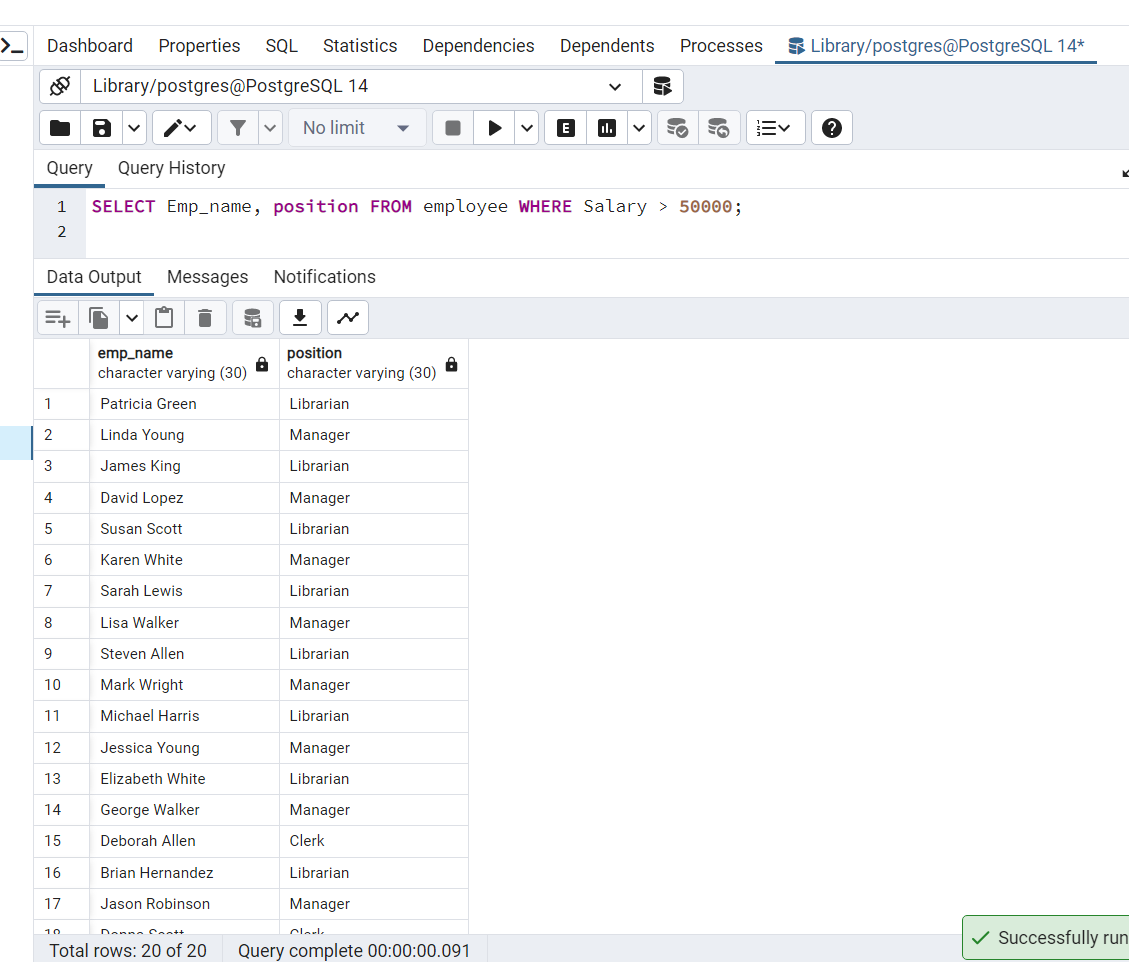 Dashboard Properties SQL Statistics Dependencies Dependents Processes Library/postgres@PostgreSQL 14*
Library/postgres@PostgreSQL 14
No limit E
Query Query History
1 SELECT Emp_name, position FROM employee WHERE Salary > 50000;
2
Data Output Messages Notifications
emp_name position
character varying (30) character varying (30)
1 Patricia Green Librarian
2 Linda Young Manager
3 James King Librarian
4 David Lopez Manager
5 Susan Scott Librarian
6 Karen White Manager
7 Sarah Lewis Librarian
8 Lisa Walker Manager
9 Steven Allen Librarian
10 Mark Wright Manager
11 Michael Harris Librarian
12 Jessica Young Manager
13 Elizabeth White Librarian
14 George Walker Manager
15 Deborah Allen Clerk
16 Brian Hernandez Librarian
17 Jason Robinson Manager
18 Donna Scott Clerk
Total rows: 20 of 20 Query complete 00:00:00.091
Successfully run